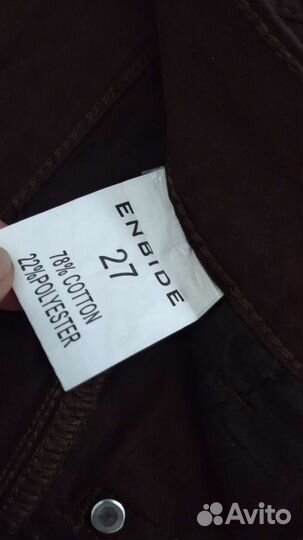 ENBIDE
27
78% COTTON
22%POLYESTER
Avito